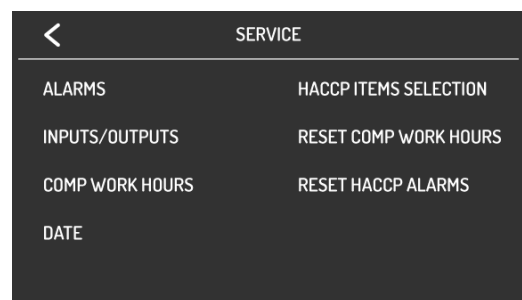 SERVICE
ALARMS
INPUTS/OUTPUTS
COMP WORK HOURS
DATE
HACCP ITEMS SELECTION
RESET COMP WORK HOURS
RESET HACCP ALARMS